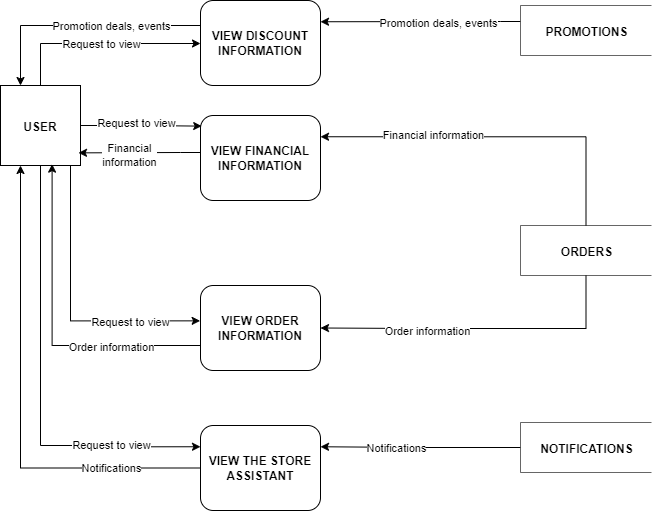 Promotion deals, events
Request to view
VIEW DISCOUNT
INFORMATION
Promotion deals, events
PROMOTIONS
USER
Request to view
Financial
information
VIEW FINANCIAL
INFORMATION
Financial information
ORDERS
Request to view
Order information
VIEW ORDER
INFORMATION
Order information
Request to view
Notifications
VIEW THE STORE
ASSISTANT
Notifications
NOTIFICATIONS